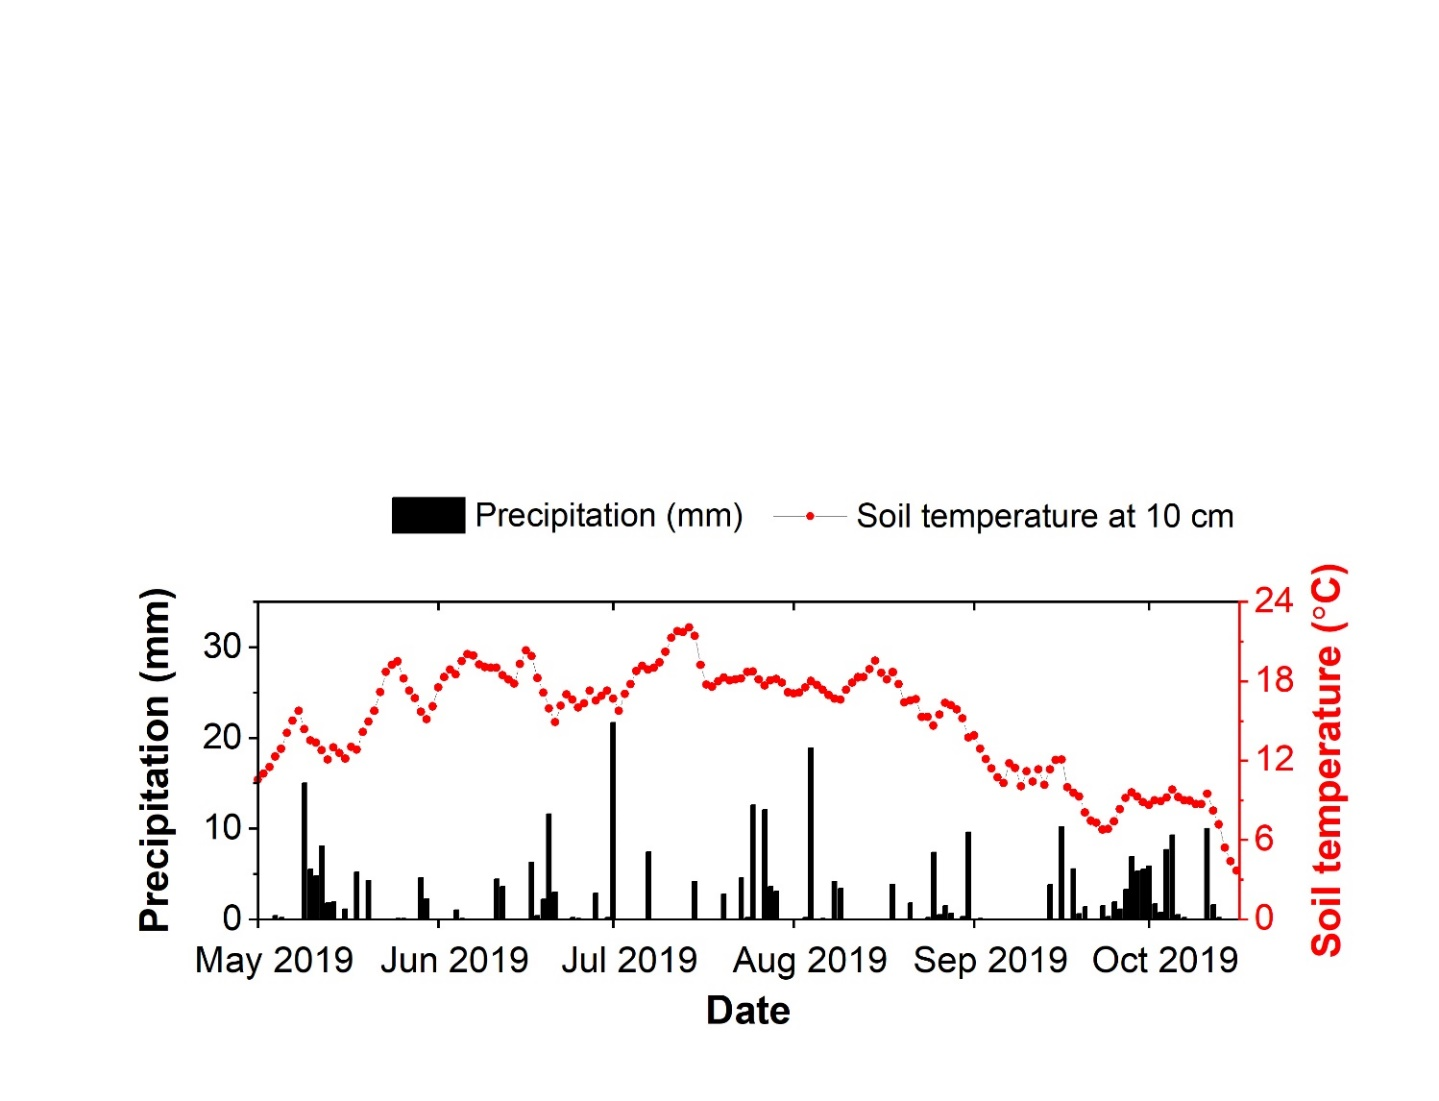 Precipitation (mm) Soil temperature at 10 cm
Precipitation (mm)
30
20
10
0
24
18
12
6
0
Soil temperature (°C)
May 2019 Jun 2019 Jul 2019 Aug 2019 Sep 2019 Oct 2019
Date